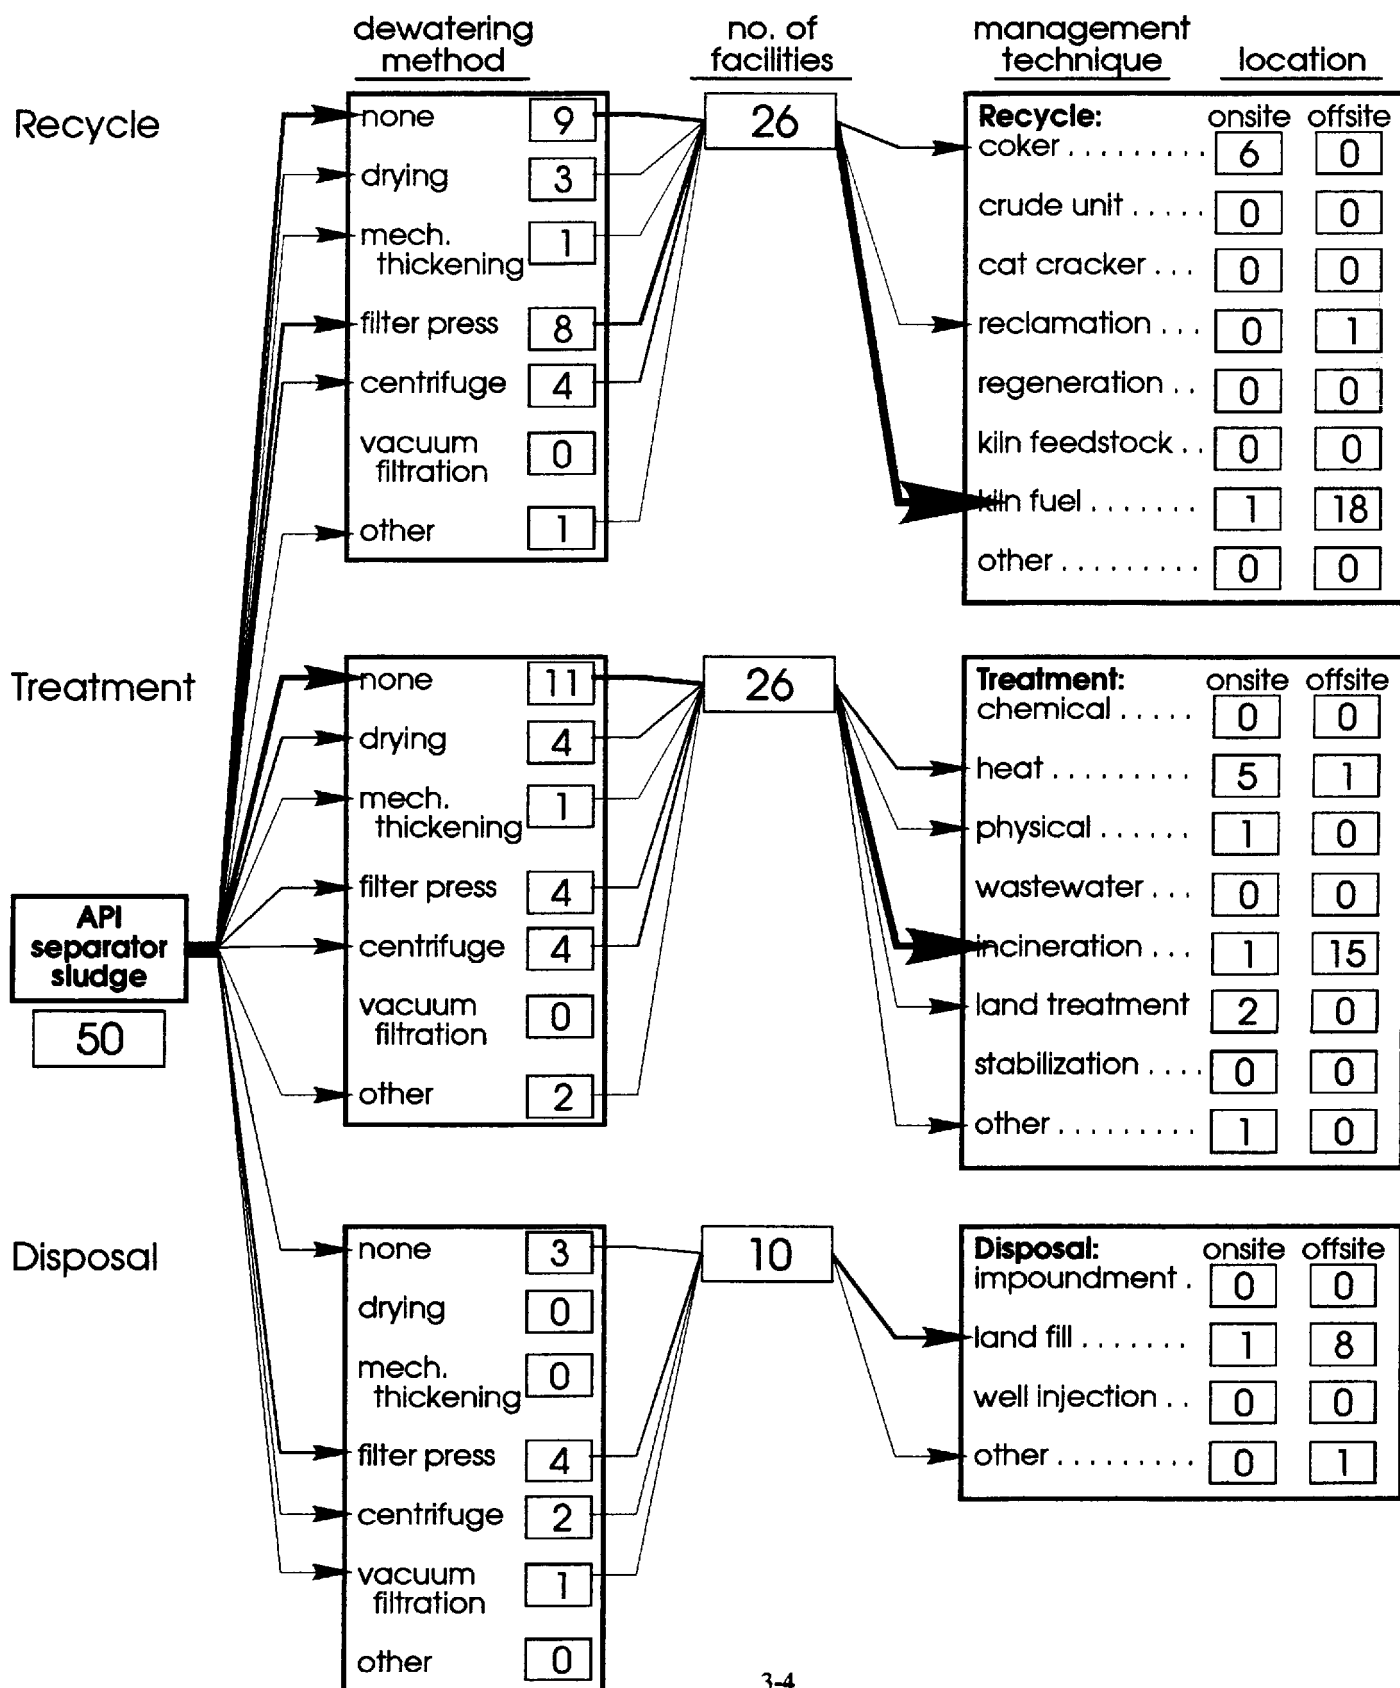 dewatering method
no. of facilities
management technique
location
Recycle
none 9
drying 3
mech. thickening 1
filter press 8
centrifuge 4
vacuum filtration 0
other 1
26
Recycle: onsite offsite
coker . . . . . . . . . 6 0
crude unit . . . . . 0 0
cat cracker . . . 0 0
reclamation . . . 0 1
regeneration . . 0 0
kiln feedstock . . 0 0
kiln fuel . . . . . . . 1 18
other . . . . . . . . . 0 0
Treatment
none 11
drying 4
mech. thickening 1
filter press 4
centrifuge 4
vacuum filtration 0
other 2
26
Treatment: onsite offsite
chemical . . . . . 0 0
heat . . . . . . . . . 5 1
physical . . . . . . 1 0
wastewater . . . 0 0
incineration . . . 1 15
land treatment 2 0
stabilization . . . . 0 0
other . . . . . . . . . 1 0
API
separator
sludge
50
Disposal
none 3
drying 0
mech. thickening 0
filter press 4
centrifuge 2
vacuum filtration 1
other 0
10
Disposal: onsite offsite
impoundment . 0 0
land fill . . . . . . . 1 8
well injection . . 0 0
other . . . . . . . . . 0 1
3-4